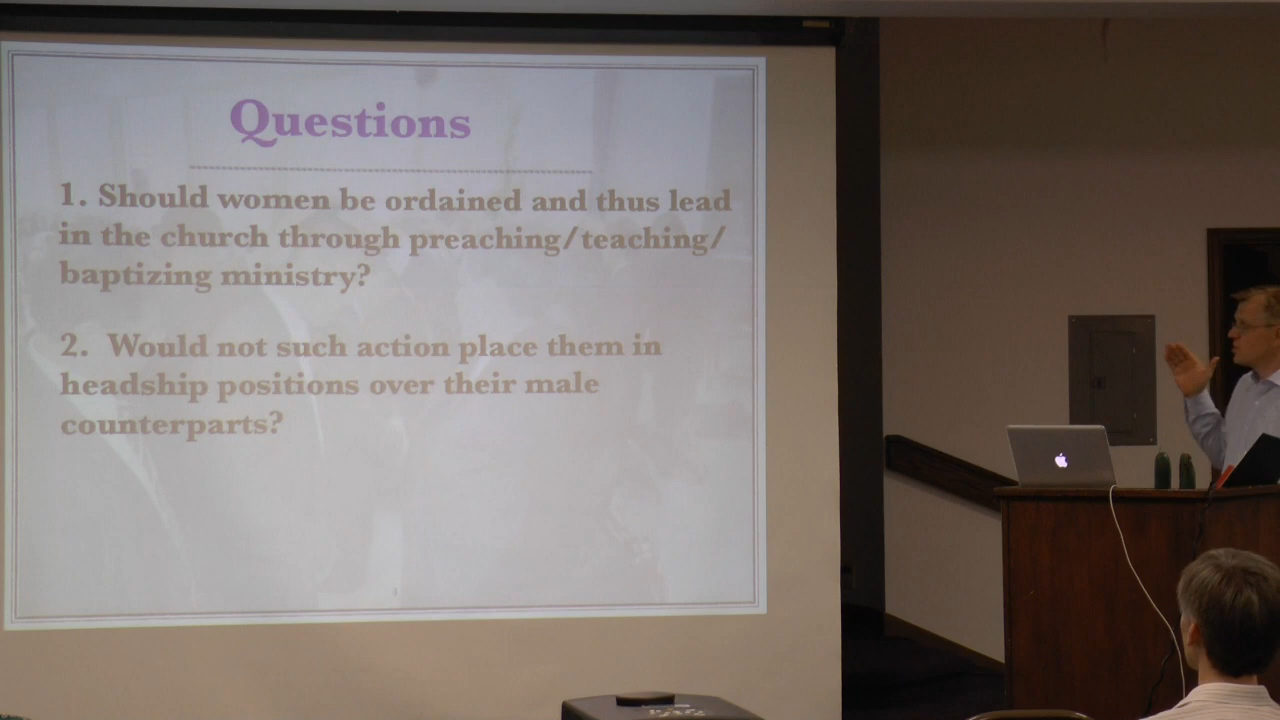 Questions
1. Should women be ordained and thus lead
in the church through preaching/teaching/
baptizing ministry?
2. Would not such action place them in
headship positions over their male
counterparts?